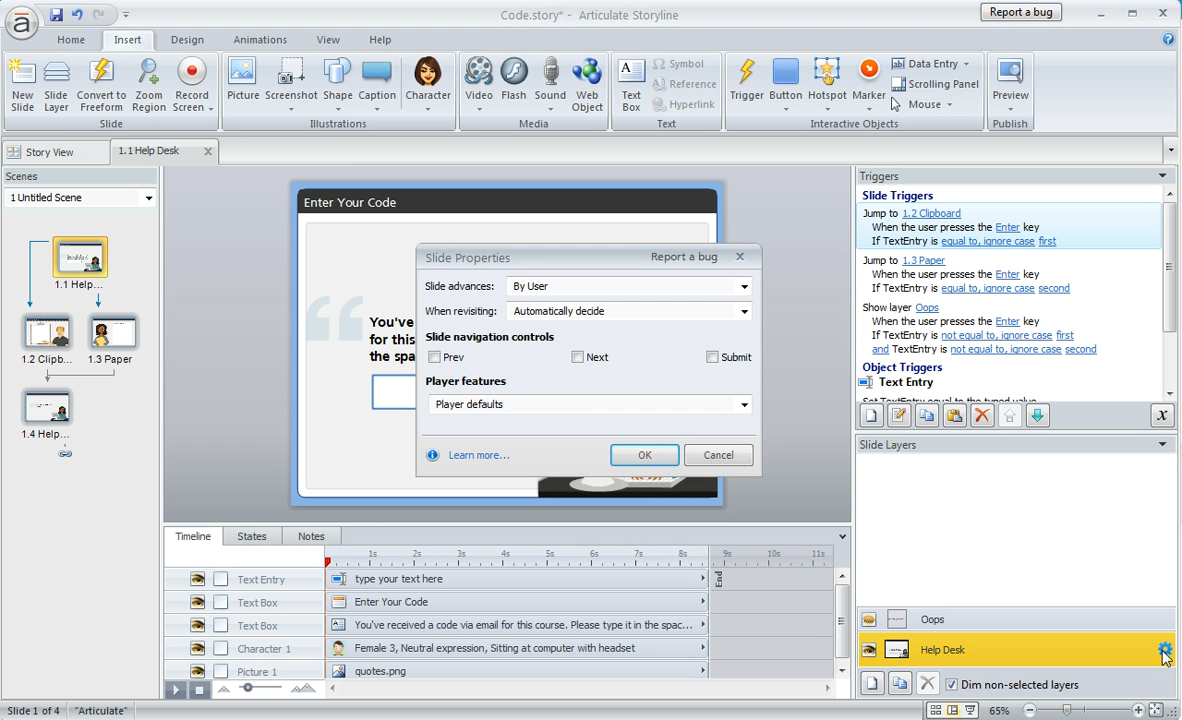 Code.story* - Articulate Storyline
Report a bug
Home
Insert
Design
Animations
View
Help
New Slide
Slide Layer
Convert to Freeform
Zoom Region
Record Screen
Slide
Picture
Screenshot
Shape
Caption
Character
Illustrations
Video
Flash
Sound
Web Object
Media
Text Box
Symbol
Reference
Hyperlink
Text
Trigger
Button
Hotspot
Marker
Data Entry
Scrolling Panel
Mouse
Interactive Objects
Preview
Publish
Story View
1.1 Help Desk
Scenes
1 Untitled Scene
1.1 Help...
1.2 Clipb...
1.3 Paper
1.4 Help...
Enter Your Code
You've
for this
the spa
Slide Properties
Report a bug
Slide advances:
By User
When revisiting:
Automatically decide
Slide navigation controls
Prev
Next
Submit
Player features
Player defaults
Learn more...
OK
Cancel
Triggers
Slide Triggers
Jump to 1.2 Clipboard
When the user presses the Enter key
If TextEntry is equal to, ignore case first
Jump to 1.3 Paper
When the user presses the Enter key
If TextEntry is equal to, ignore case second
Show layer Oops
When the user presses the Enter key
If TextEntry is not equal to, ignore case first
and TextEntry is not equal to, ignore case second
Object Triggers
Text Entry
Set TextEntry equal to the typed value
x
Slide Layers
Oops
Help Desk
Dim non-selected layers
Timeline
States
Notes
1s 2s 3s 4s 5s 6s 7s 8s 9s 10s 11s
End
Text Entry
type your text here
Text Box
Enter Your Code
Text Box
You've received a code via email for this course. Please type it in the spac...
Character 1
Female 3, Neutral expression, Sitting at computer with headset
Picture 1
quotes.png
Slide 1 of 4
"Articulate"
65%